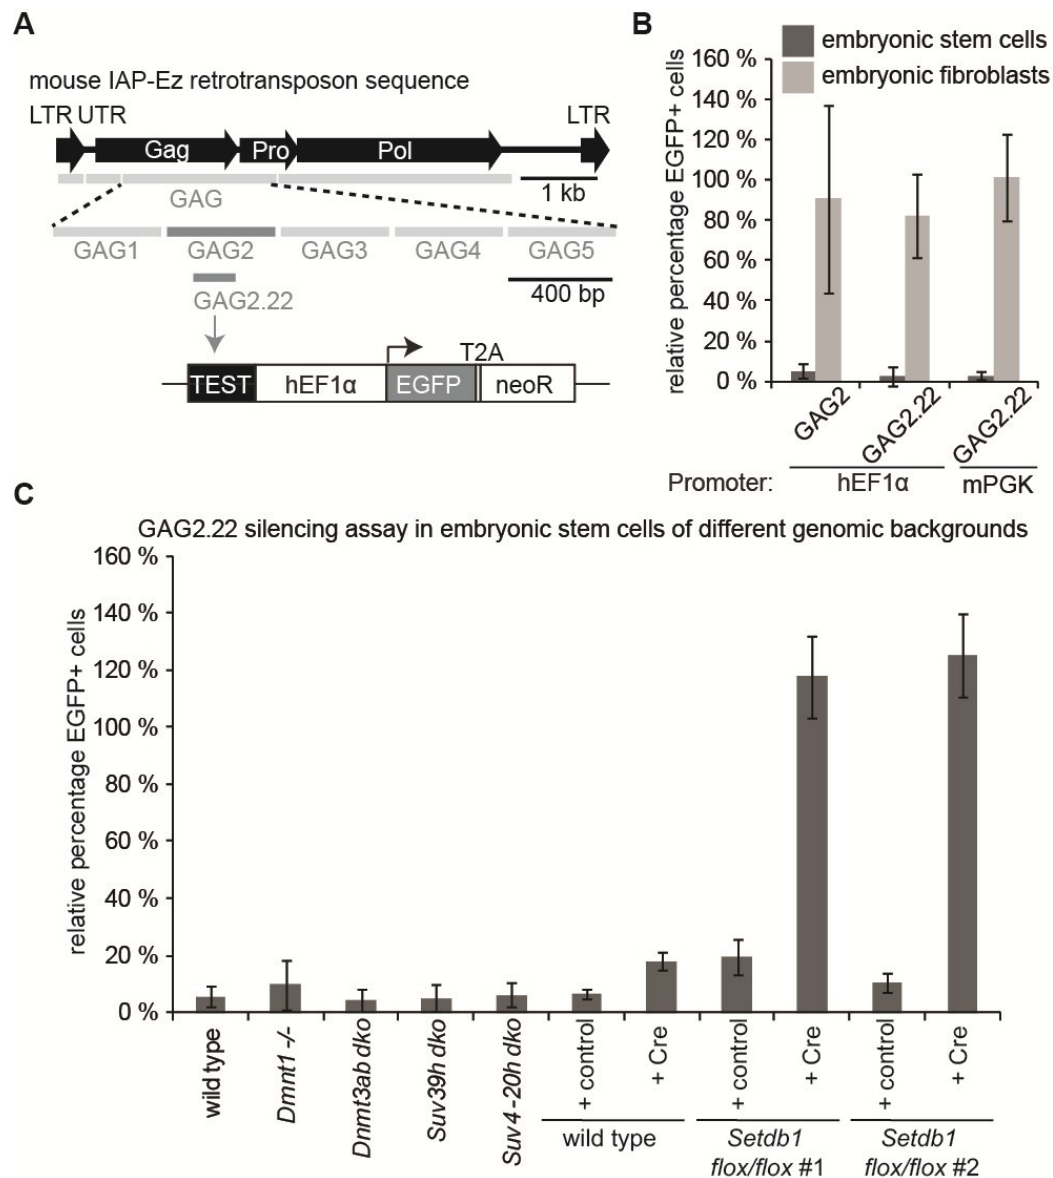 A
mouse IAP-Ez retrotransposon sequence
LTR UTR LTR
Gag Pro Pol
GAG
1 kb
GAG1 GAG2 GAG3 GAG4 GAG5
GAG2.22
400 bp
T2A
TEST hEF1α EGFP neoR
B
embryonic stem cells
embryonic fibroblasts
relative percentage EGFP+ cells
160 %
140 %
120 %
100 %
80 %
60 %
40 %
20 %
0 %
GAG2 GAG2.22 GAG2.22
Promoter: hEF1α mPGK
C
GAG2.22 silencing assay in embryonic stem cells of different genomic backgrounds
relative percentage EGFP+ cells
160 %
140 %
120 %
100 %
80 %
60 %
40 %
20 %
0 %
wild type
Dmnt1 -/-
Dnmt3ab dko
Suv39h dko
Suv4-20h dko
+ control
+ Cre
+ control
+ Cre
+ control
+ Cre
wild type
Setdb1
flox/flox #1
Setdb1
flox/flox #2